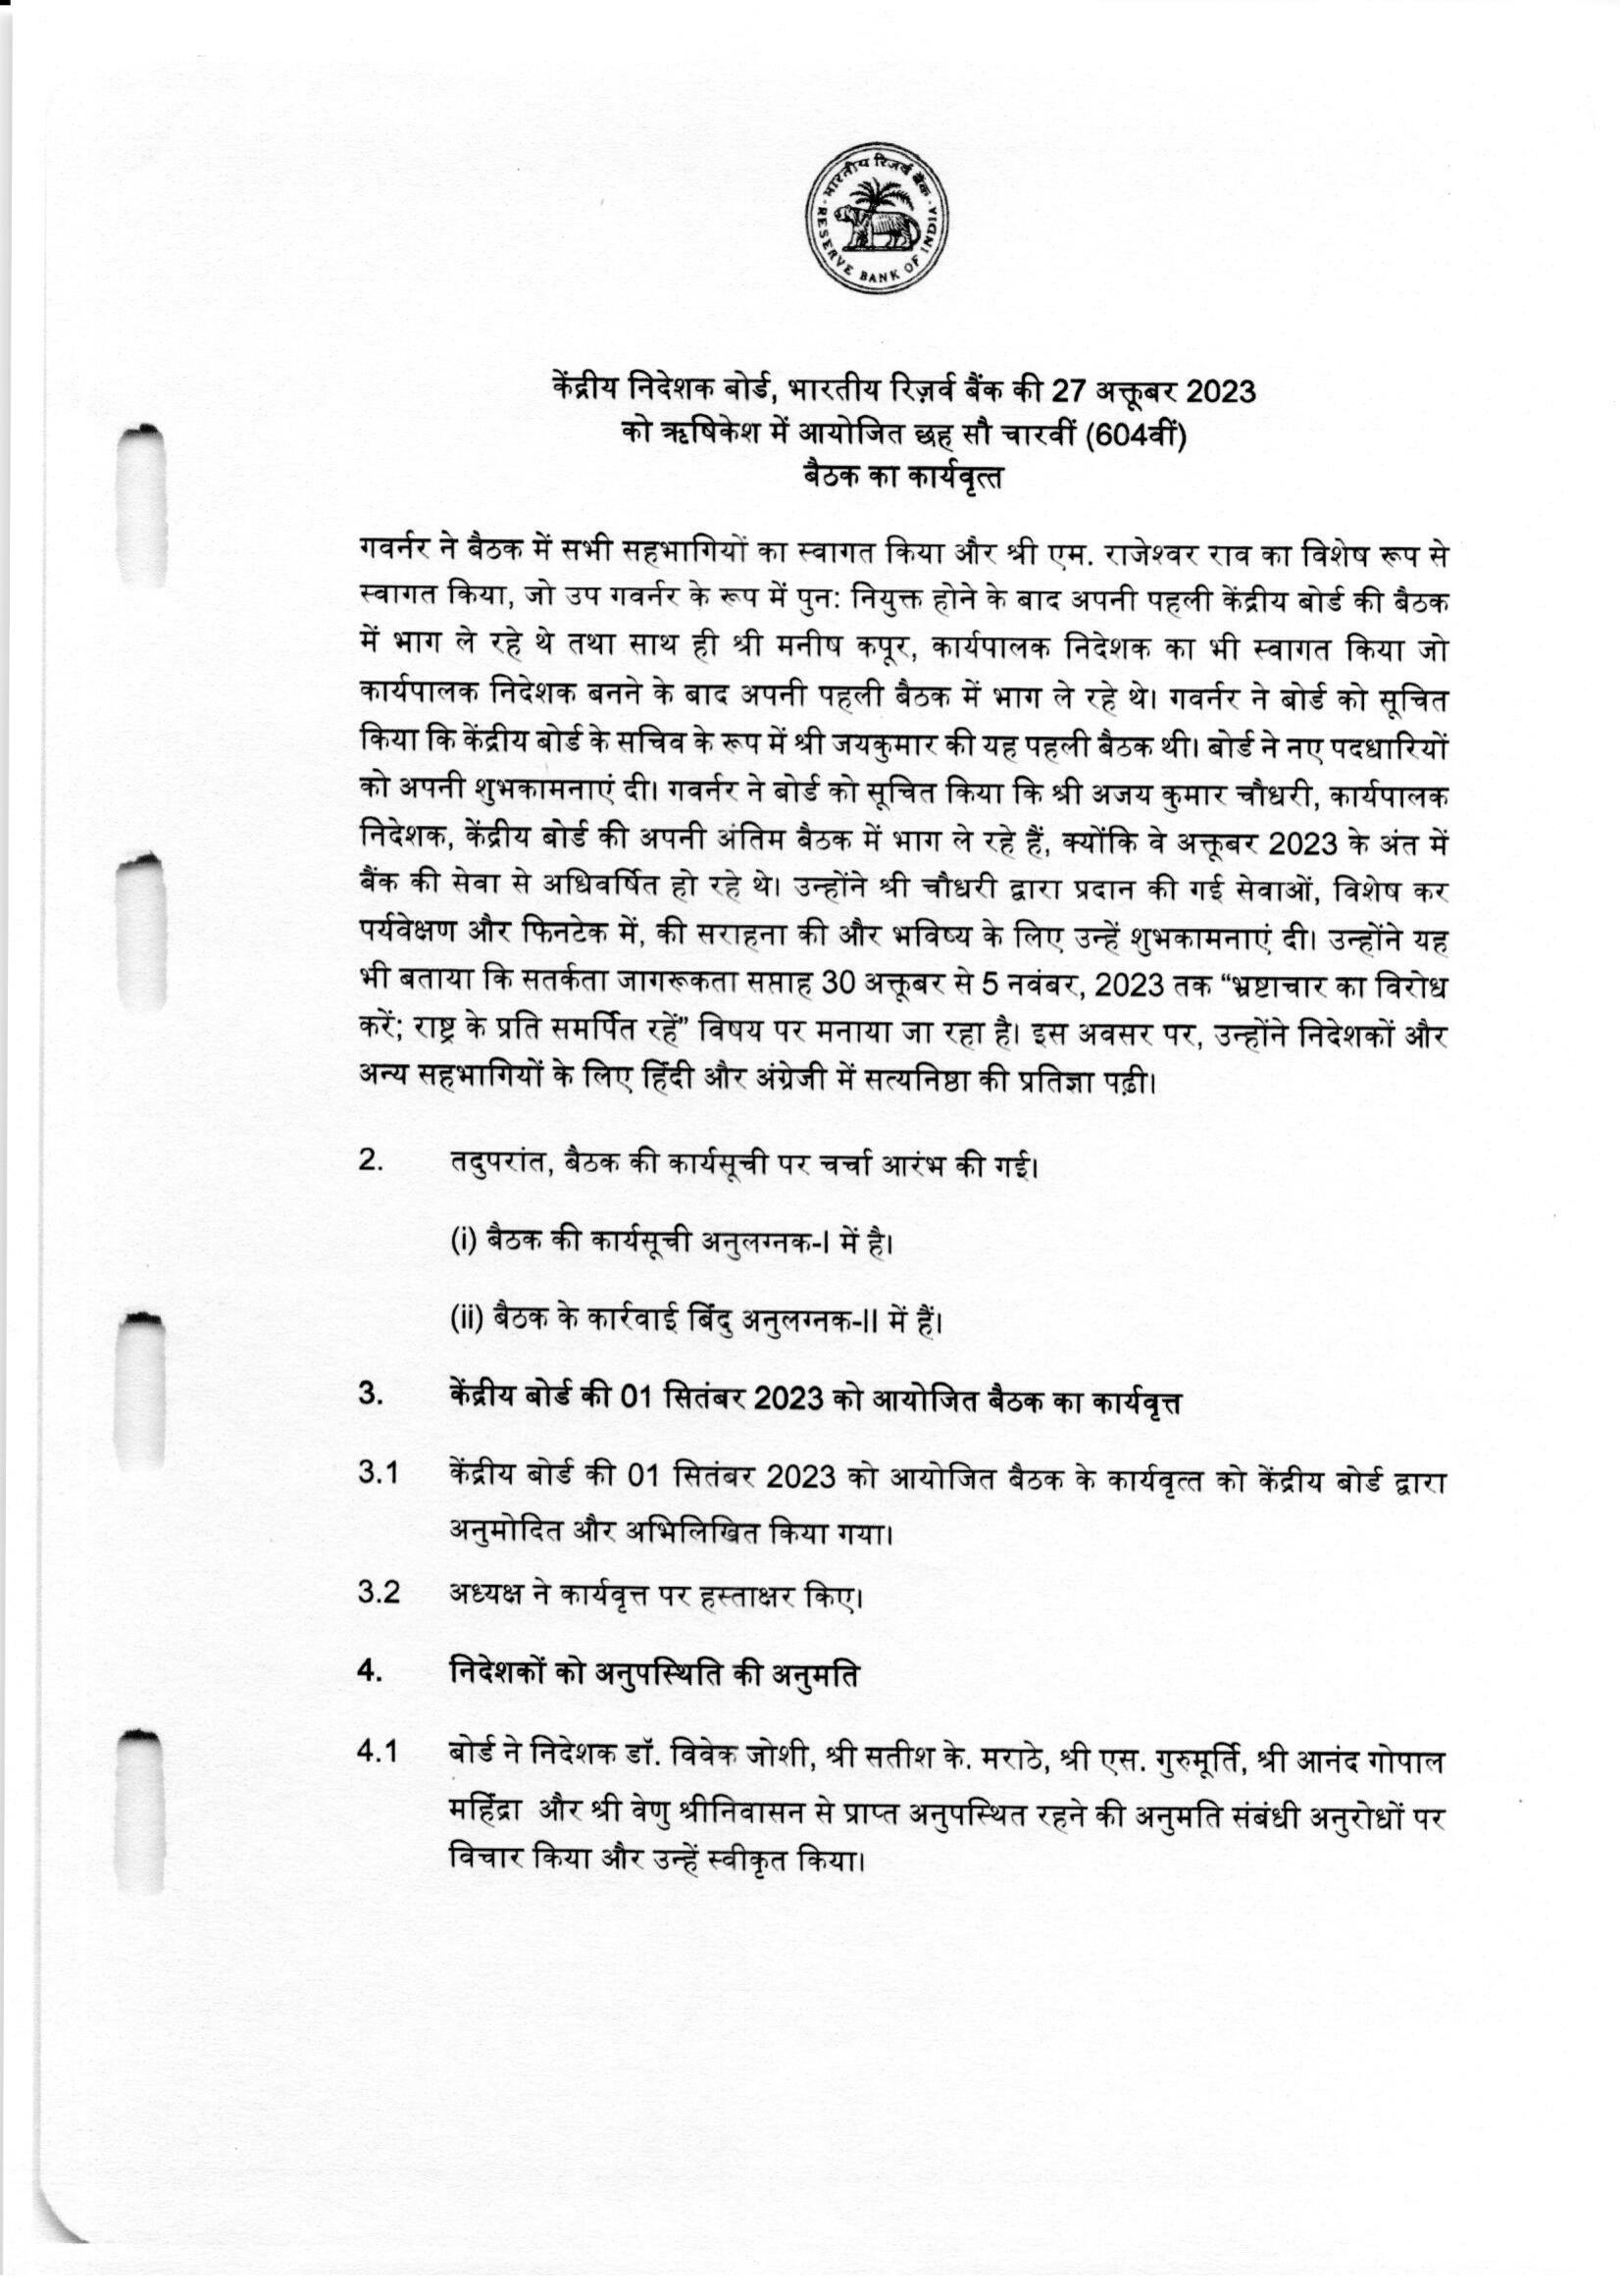 भारतीय रिज़र्व बैंक
RESERVE BANK OF INDIA
केंद्रीय निदेशक बोर्ड, भारतीय रिज़र्व बैंक की 27 अक्तूबर 2023
को ऋषिकेश में आयोजित छह सौ चारवीं (604वीं)
बैठक का कार्यवृत्त
गवर्नर ने बैठक में सभी सहभागियों का स्वागत किया और श्री एम. राजेश्वर राव का विशेष रूप से
स्वागत किया, जो उप गवर्नर के रूप में पुन: नियुक्त होने के बाद अपनी पहली केंद्रीय बोर्ड की बैठक
में भाग ले रहे थे तथा साथ ही श्री मनीष कपूर, कार्यपालक निदेशक का भी स्वागत किया जो
कार्यपालक निदेशक बनने के बाद अपनी पहली बैठक में भाग ले रहे थे। गवर्नर ने बोर्ड को सूचित
किया कि केंद्रीय बोर्ड के सचिव के रूप में श्री जयकुमार की यह पहली बैठक थी। बोर्ड ने नए पदधारियों
को अपनी शुभकामनाएं दी। गवर्नर ने बोर्ड को सूचित किया कि श्री अजय कुमार चौधरी, कार्यपालक
निदेशक, केंद्रीय बोर्ड की अपनी अंतिम बैठक में भाग ले रहे हैं, क्योंकि वे अक्तूबर 2023 के अंत में
बैंक की सेवा से अधिवर्षित हो रहे थे। उन्होंने श्री चौधरी द्वारा प्रदान की गई सेवाओं, विशेष कर
पर्यवेक्षण और फिनटेक में, की सराहना की और भविष्य के लिए उन्हें शुभकामनाएं दी। उन्होंने यह
भी बताया कि सतर्कता जागरूकता सप्ताह 30 अक्तूबर से 5 नवंबर, 2023 तक “भ्रष्टाचार का विरोध
करें; राष्ट्र के प्रति समर्पित रहें” विषय पर मनाया जा रहा है। इस अवसर पर, उन्होंने निदेशकों और
अन्य सहभागियों के लिए हिंदी और अंग्रेजी में सत्यनिष्ठा की प्रतिज्ञा पढ़ी।
2. तदुपरांत, बैठक की कार्यसूची पर चर्चा आरंभ की गई।
(i) बैठक की कार्यसूची अनुलग्नक-I में है।
(ii) बैठक के कार्रवाई बिंदु अनुलग्नक-II में हैं।
3. केंद्रीय बोर्ड की 01 सितंबर 2023 को आयोजित बैठक का कार्यवृत्त
3.1 केंद्रीय बोर्ड की 01 सितंबर 2023 को आयोजित बैठक के कार्यवृत्त को केंद्रीय बोर्ड द्वारा
अनुमोदित और अभिलिखित किया गया।
3.2 अध्यक्ष ने कार्यवृत्त पर हस्ताक्षर किए।
4. निदेशकों को अनुपस्थिति की अनुमति
4.1 बोर्ड ने निदेशक डॉ. विवेक जोशी, श्री सतीश के. मराठे, श्री एस. गुरुमूर्ति, श्री आनंद गोपाल
महिंद्रा और श्री वेणु श्रीनिवासन से प्राप्त अनुपस्थित रहने की अनुमति संबंधी अनुरोधों पर
विचार किया और उन्हें स्वीकृत किया।